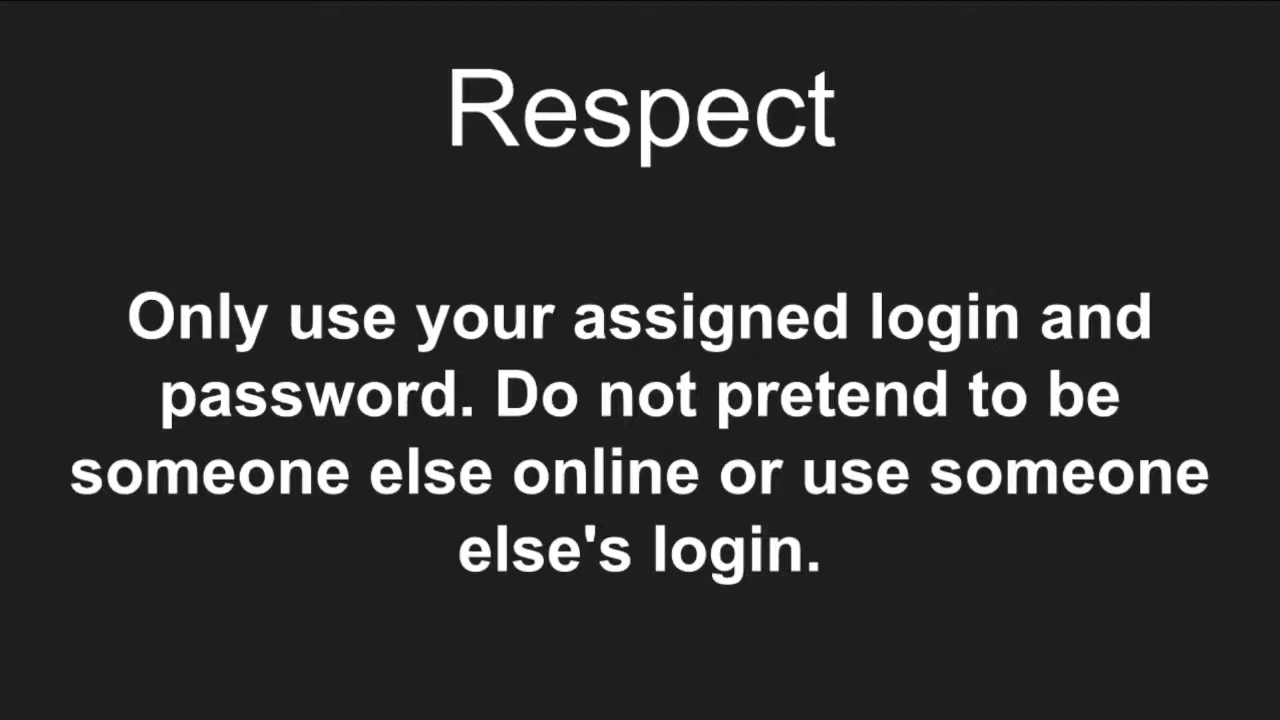 Respect
Only use your assigned login and
password. Do not pretend to be
someone else online or use someone
else's login.